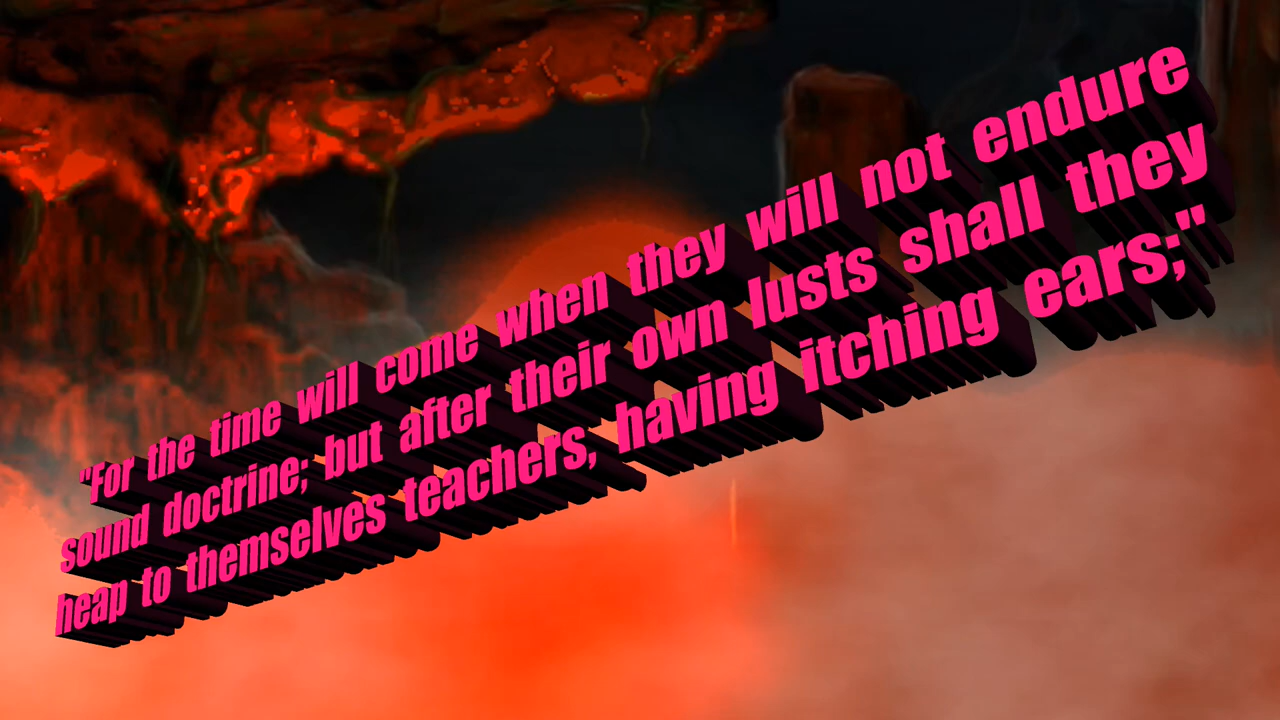 "For the time will come when they will not endure
sound doctrine; but after their own lusts shall they
heap to themselves teachers, having itching ears;"